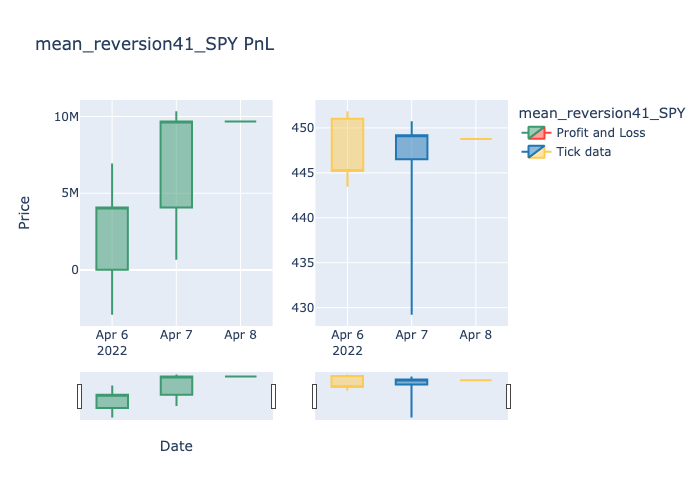 mean_reversion41_SPY PnL
mean_reversion41_SPY
Profit and Loss
Tick data
Price
10M
5M
0
Apr 6
2022
Apr 7
Apr 8
450
445
440
435
430
Apr 6
2022
Apr 7
Apr 8
Date